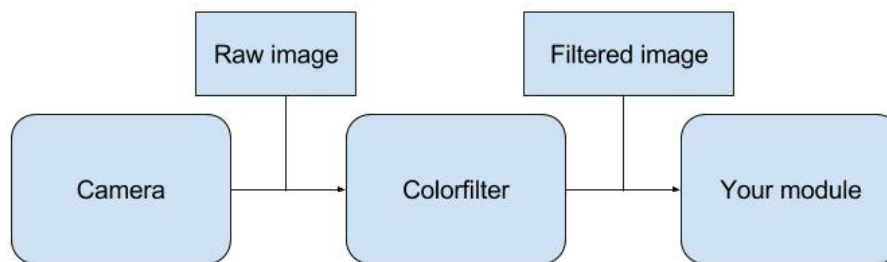 Raw image
Filtered image
Camera
Colorfilter
Your module